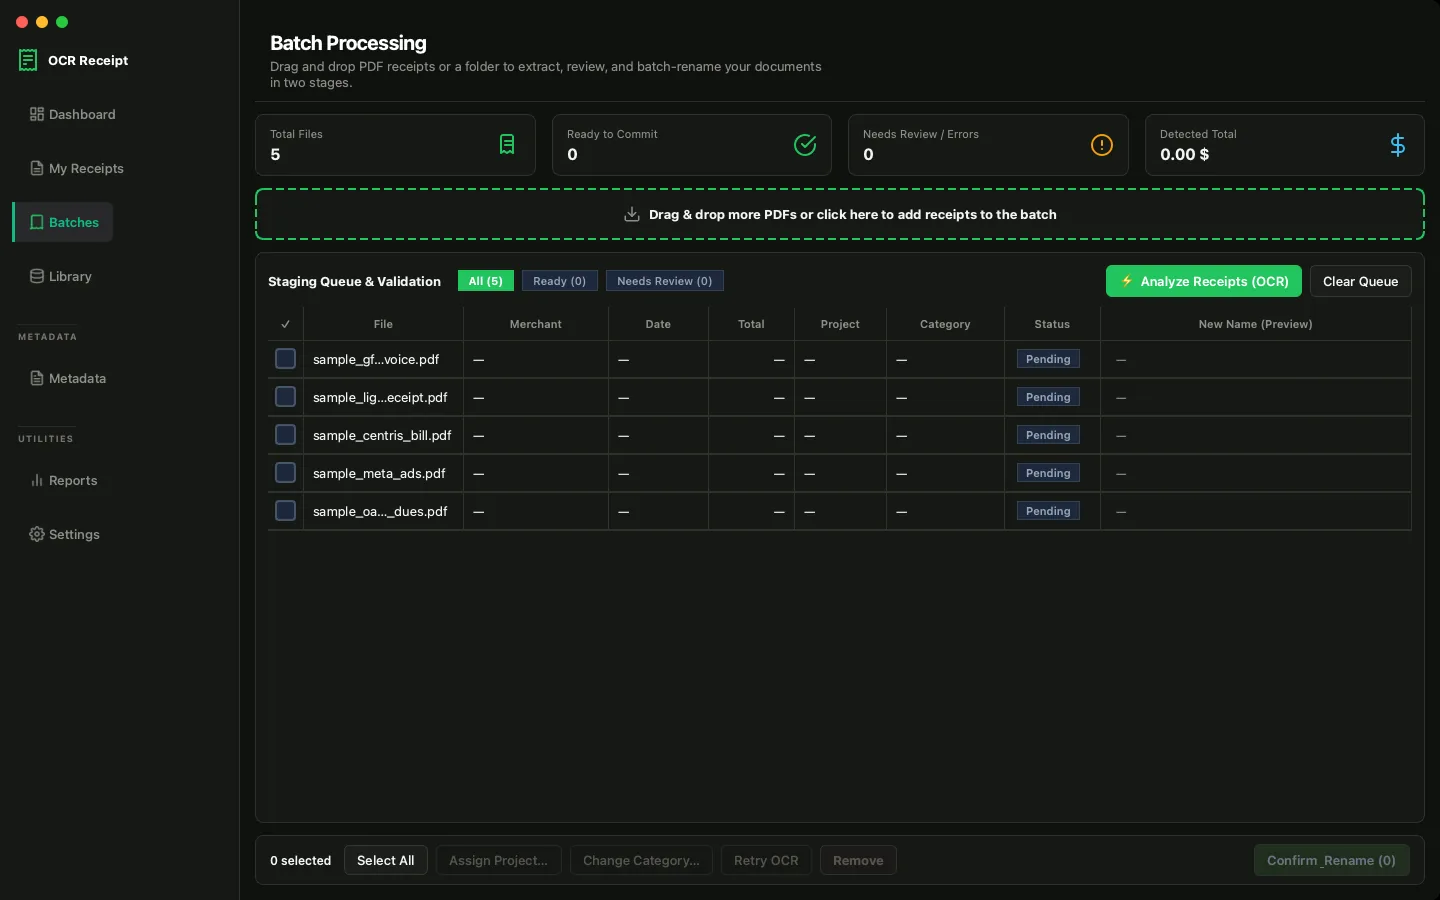 OCR Receipt
Dashboard
My Receipts
Batches
Library
METADATA
Metadata
UTILITIES
Reports
Settings
Batch Processing
Drag and drop PDF receipts or a folder to extract, review, and batch-rename your documents
in two stages.
Total Files
5
Ready to Commit
0
Needs Review / Errors
0
Detected Total
0.00 $
Drag & drop more PDFs or click here to add receipts to the batch
Staging Queue & Validation All (5) Ready (0) Needs Review (0) ⚡ Analyze Receipts (OCR) Clear Queue
✓ File Merchant Date Total Project Category Status New Name (Preview)
sample_gf...voice.pdf — — — — — Pending —
sample_lig...eceipt.pdf — — — — — Pending —
sample_centris_bill.pdf — — — — — Pending —
sample_meta_ads.pdf — — — — — Pending —
sample_oa..._dues.pdf — — — — — Pending —
0 selected Select All Assign Project... Change Category... Retry OCR Remove Confirm_Rename (0)